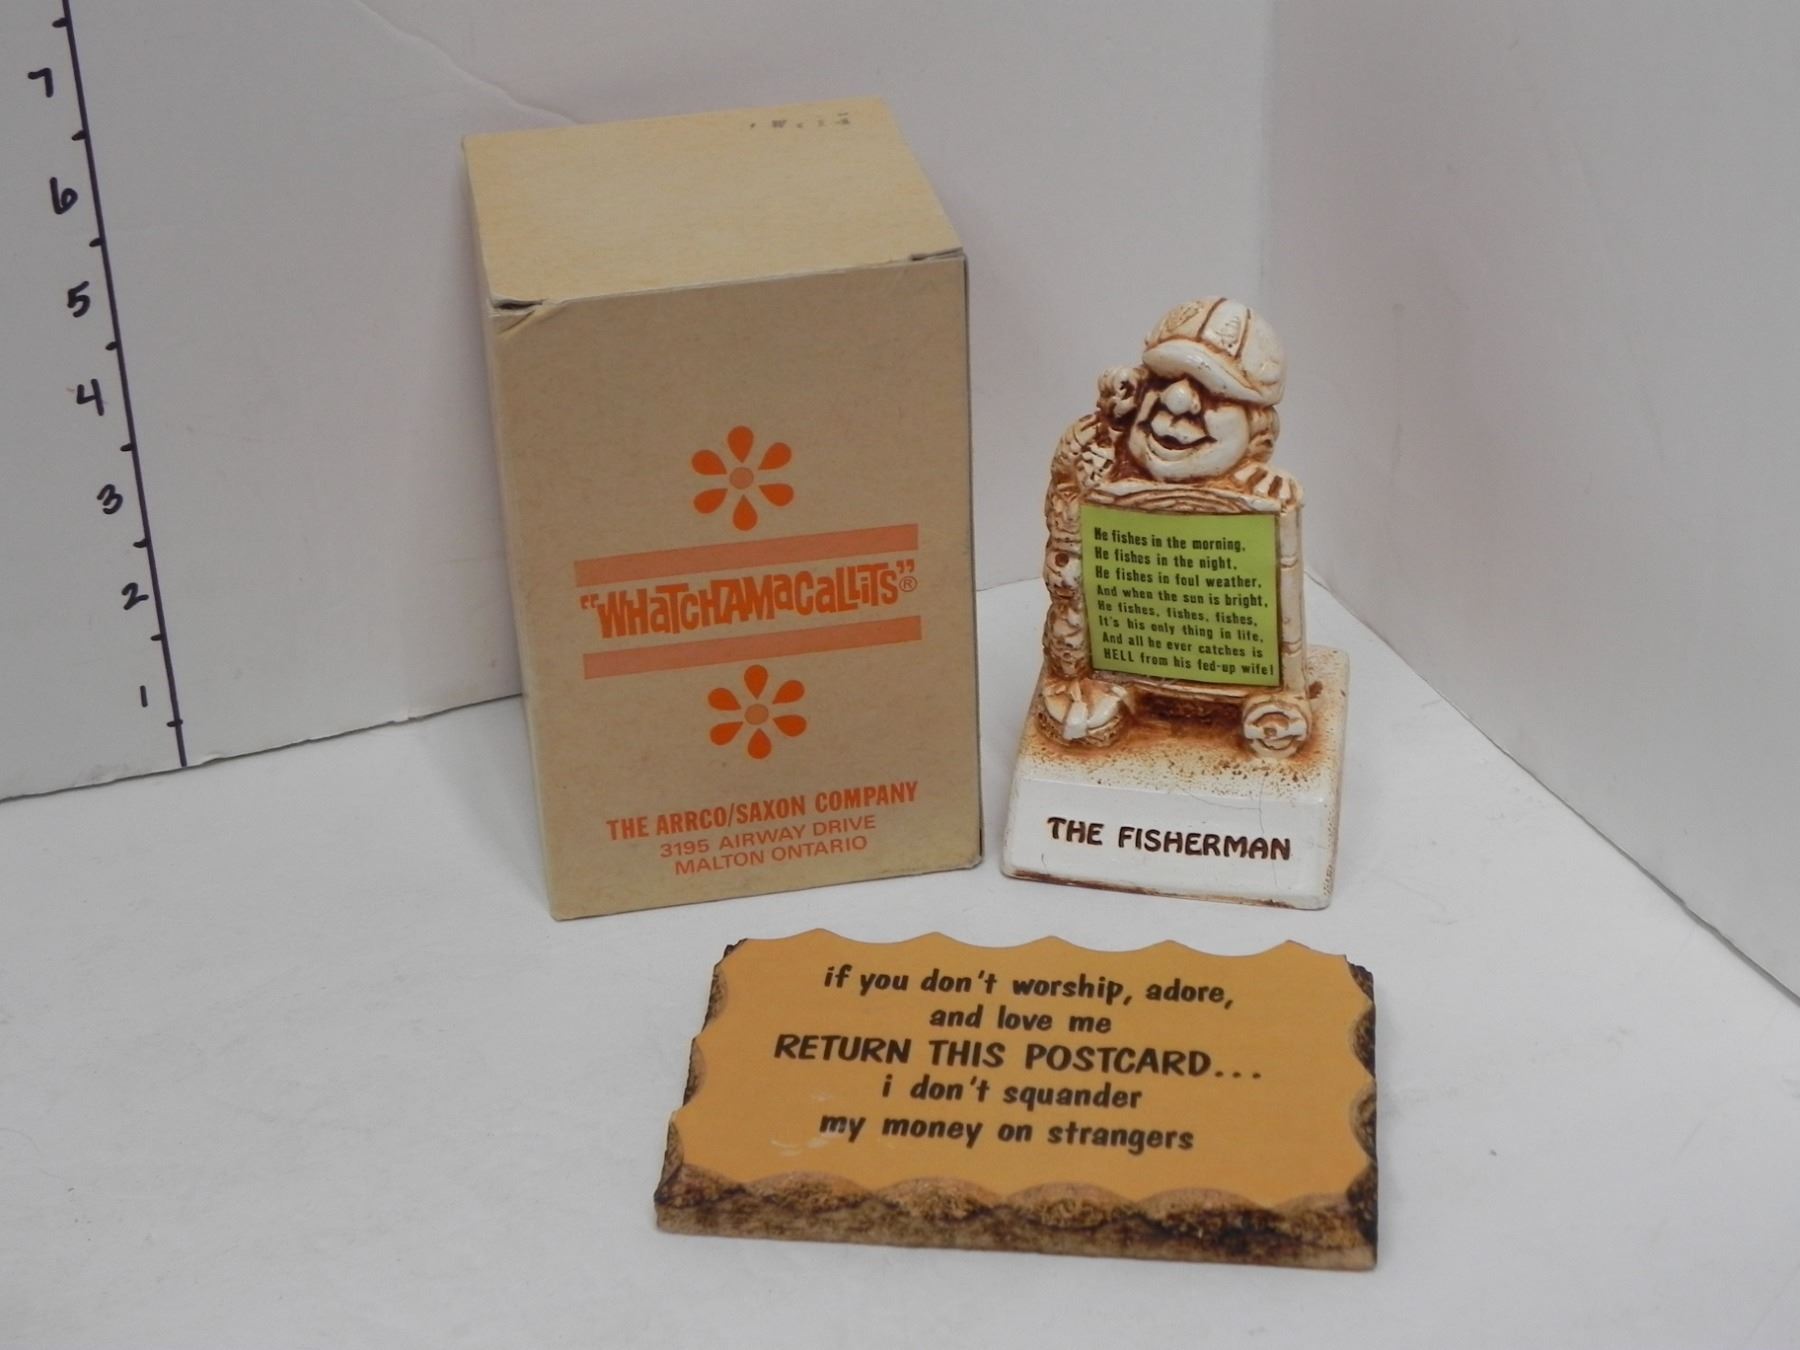 7
6
5
4
3
2
1
"WHATCHAMACALLITS"®
THE ARRCO/SAXON COMPANY
3195 AIRWAY DRIVE
MALTON ONTARIO
He fishes in the morning,
He fishes in the night,
He fishes in foul weather,
And when the sun is bright,
He fishes, fishes, fishes,
It's his only thing in life,
And all he ever catches is
HELL from his fed-up wife!
THE FISHERMAN
if you don't worship, adore,
and love me
RETURN THIS POSTCARD...
i don't squander
my money on strangers